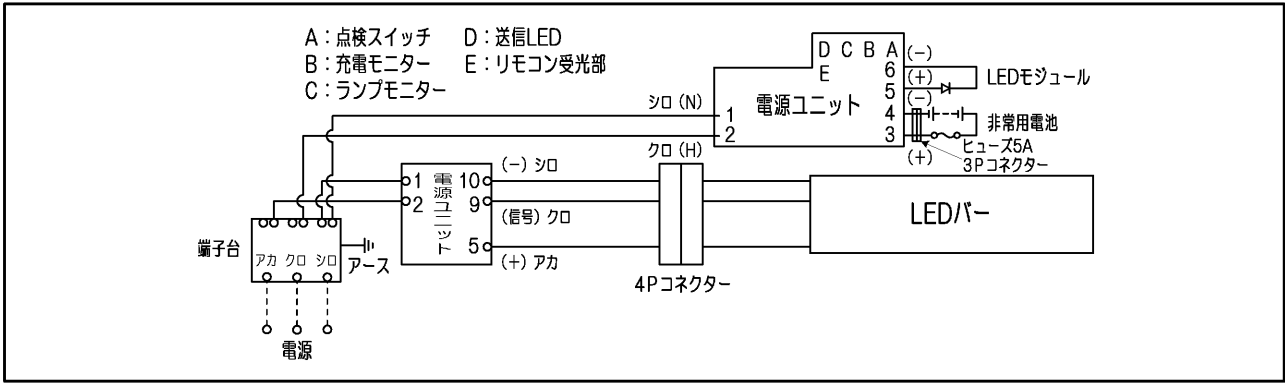 A：点検スイッチ D：送信LED
B：充電モニター E：リモコン受光部
C：ランプモニター
D C B A
E
電源ユニット
1
2
6
5
4
3
(−)
(+)
(−)
(+)
LEDモジュール
非常用電池
ヒューズ5A
3Pコネクター
シロ (N)
クロ (H)
電源ユニット
1
2
10
9
5
(−) シロ
(信号) クロ
(+) アカ
4Pコネクター
LEDバー
端子台
アカ クロ シロ
アース
電源